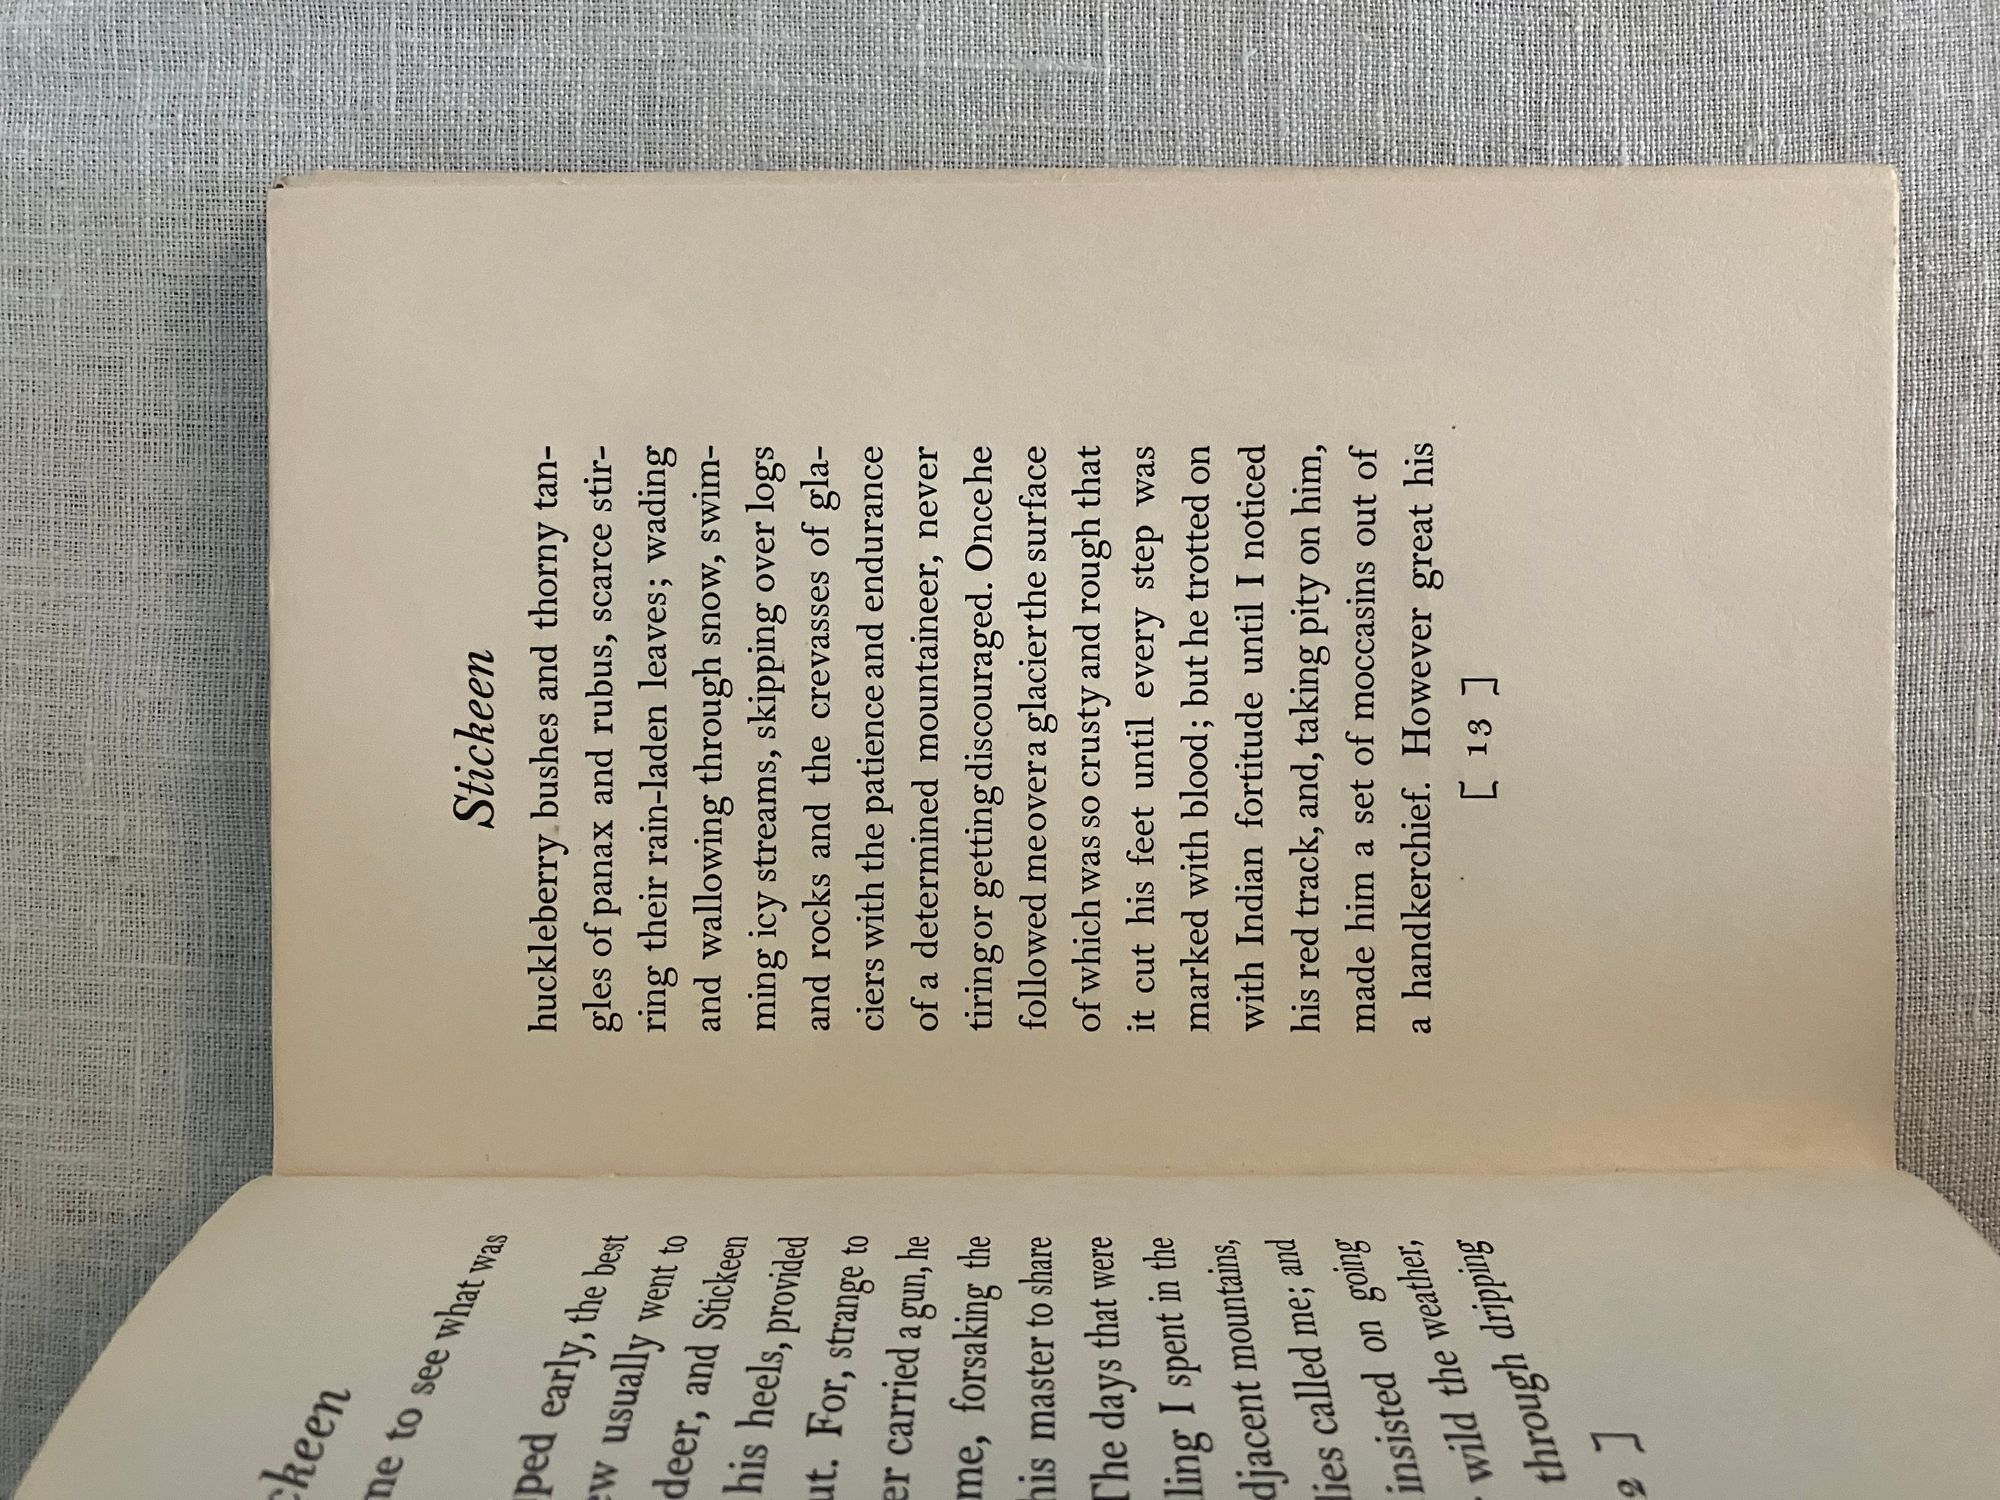 ckeen
me to see what was
ped early, the best
ew usually went to
deer, and Stickeen
his heels, provided
ut. For, strange to
er carried a gun, he
me, forsaking the
his master to share
The days that were
ling I spent in the
djacent mountains,
lies called me; and
insisted on going
wild the weather,
through dripping
2 ]
Stickeen
huckleberry bushes and thorny tan-
gles of panax and rubus, scarce stir-
ring their rain-laden leaves; wading
and wallowing through snow, swim-
ming icy streams, skipping over logs
and rocks and the crevasses of gla-
ciers with the patience and endurance
of a determined mountaineer, never
tiring or getting discouraged. Once he
followed me over a glacier the surface
of which was so crusty and rough that
it cut his feet until every step was
marked with blood; but he trotted on
with Indian fortitude until I noticed
his red track, and, taking pity on him,
made him a set of moccasins out of
a handkerchief. However great his
[ 13 ]